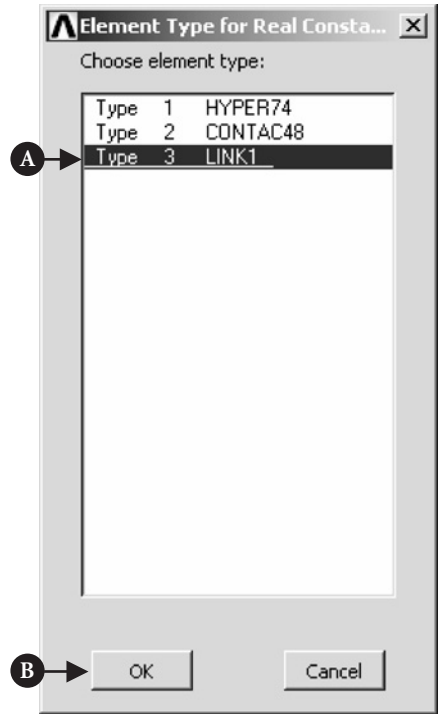 Element Type for Real Consta...
Choose element type:
Type 1 HYPER74
Type 2 CONTAC48
A Type 3 LINK1
B OK Cancel